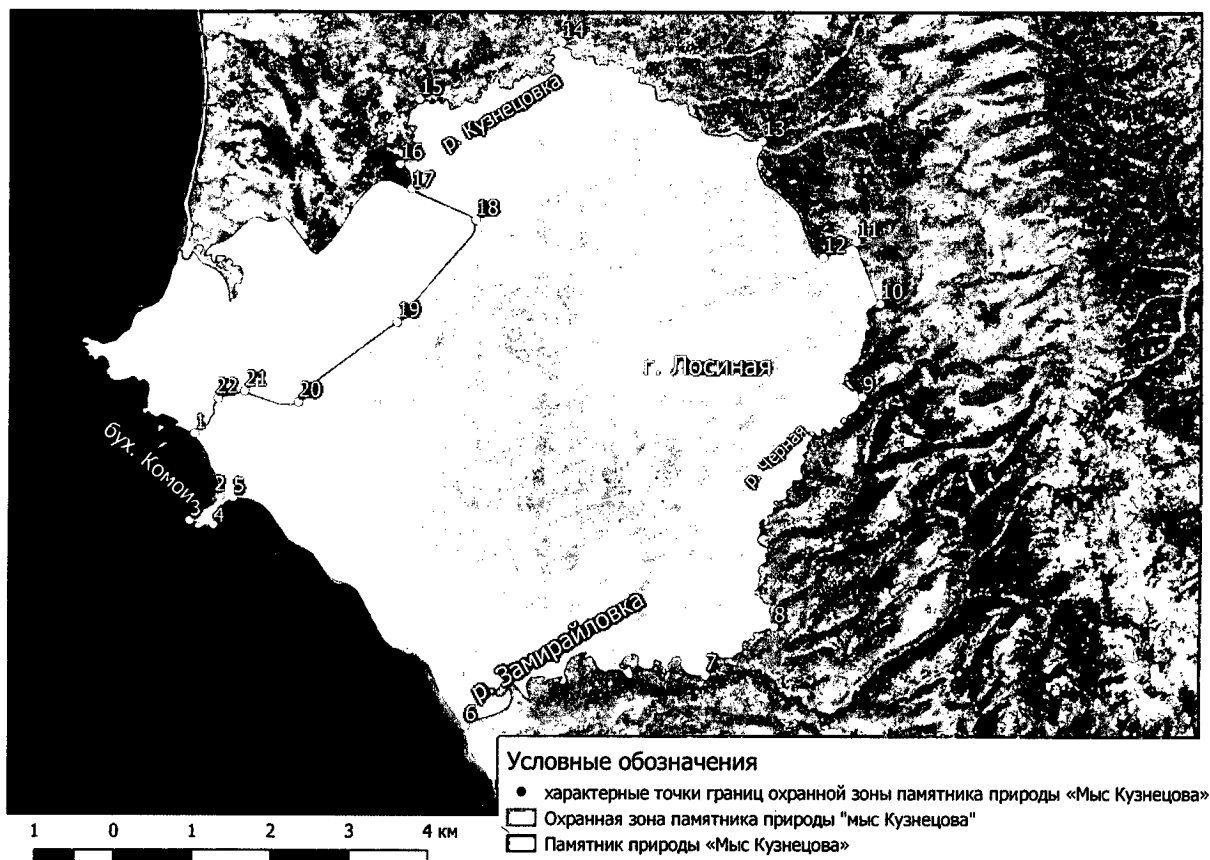 14
15
р. Кузнецовка
13
16
17
18
11
12
10
19
г. Лосиная
22 21
20
9
1
бух. Комои
р. Черная
2 5
3
4
8
р. Замирайловка
7
6
Условные обозначения
характерные точки границ охранной зоны памятника природы «Мыс Кузнецова»
Охранная зона памятника природы "мыс Кузнецова"
Памятник природы «Мыс Кузнецова»
1 0 1 2 3 4 км